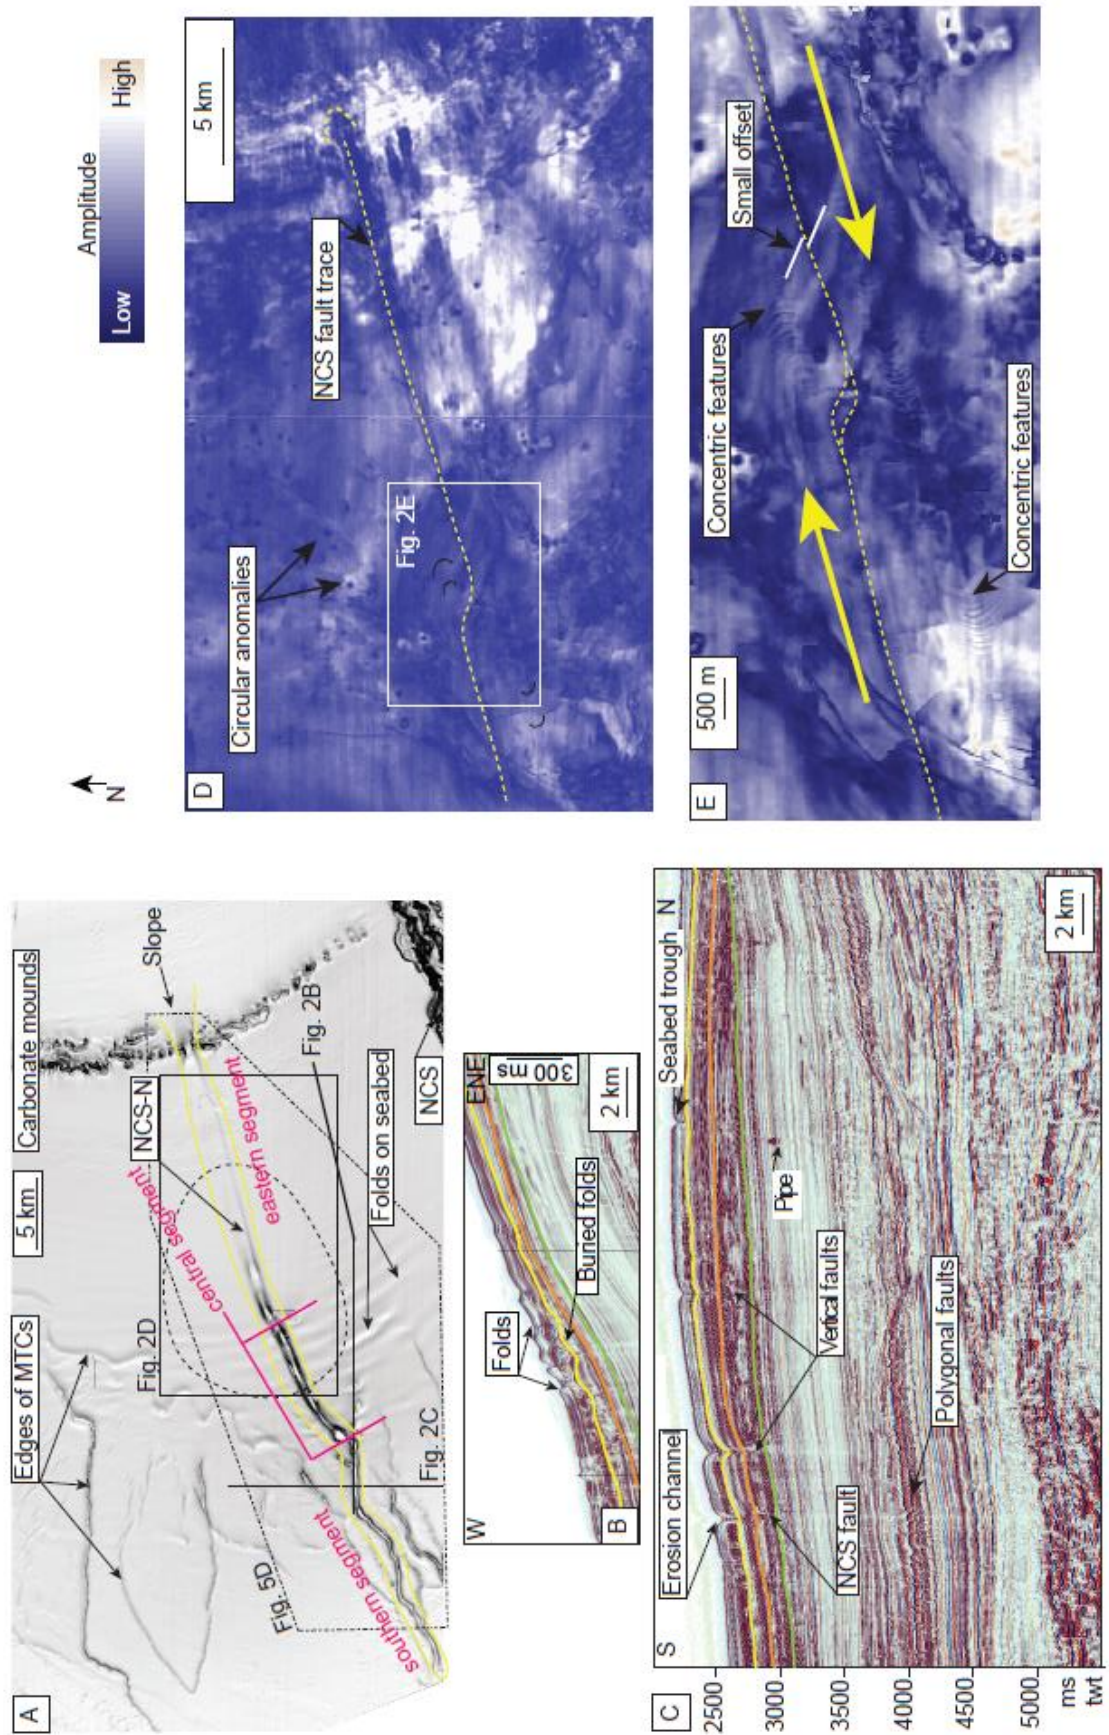 A
Edges of MTCs
5 km
Carbonate mounds
Fig. 2D
NCS-N
Slope
central segment
eastern segment
Fig. 5D
Fig. 2B
southern segment
Fig. 2C
Folds on seabed
NCS
W
ENE
Folds
300 ms
Buried folds
2 km
B
C
S
Erosion channel
Seabed trough
N
2500
3000
3500
4000
4500
5000
ms
twt
Pipe
Vertical faults
NCS fault
Polygonal faults
2 km
N
Amplitude
Low
High
D
Circular anomalies
5 km
NCS fault trace
Fig. 2E
E
500 m
Concentric features
Small offset
Concentric features